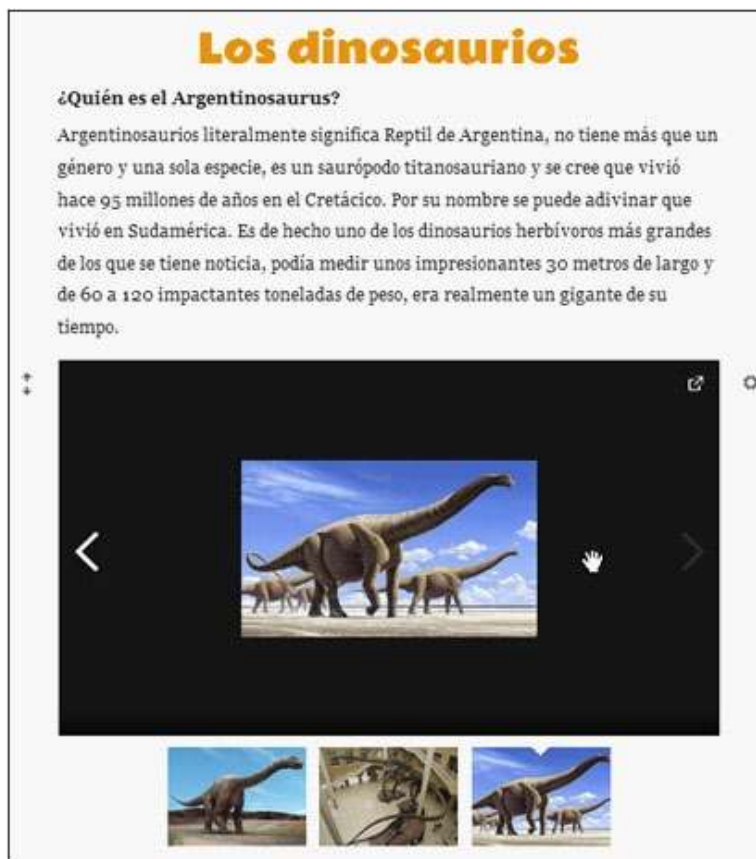 Los dinosaurios
¿Quién es el Argentinosaurus?
Argentinosaurios literalmente significa Reptil de Argentina, no tiene más que un
género y una sola especie, es un saurópodo titanosauriano y se cree que vivió
hace 95 millones de años en el Cretácico. Por su nombre se puede adivinar que
vivió en Sudamérica. Es de hecho uno de los dinosaurios herbívoros más grandes
de los que se tiene noticia, podía medir unos impresionantes 30 metros de largo y
de 60 a 120 impactantes toneladas de peso, era realmente un gigante de su
tiempo.